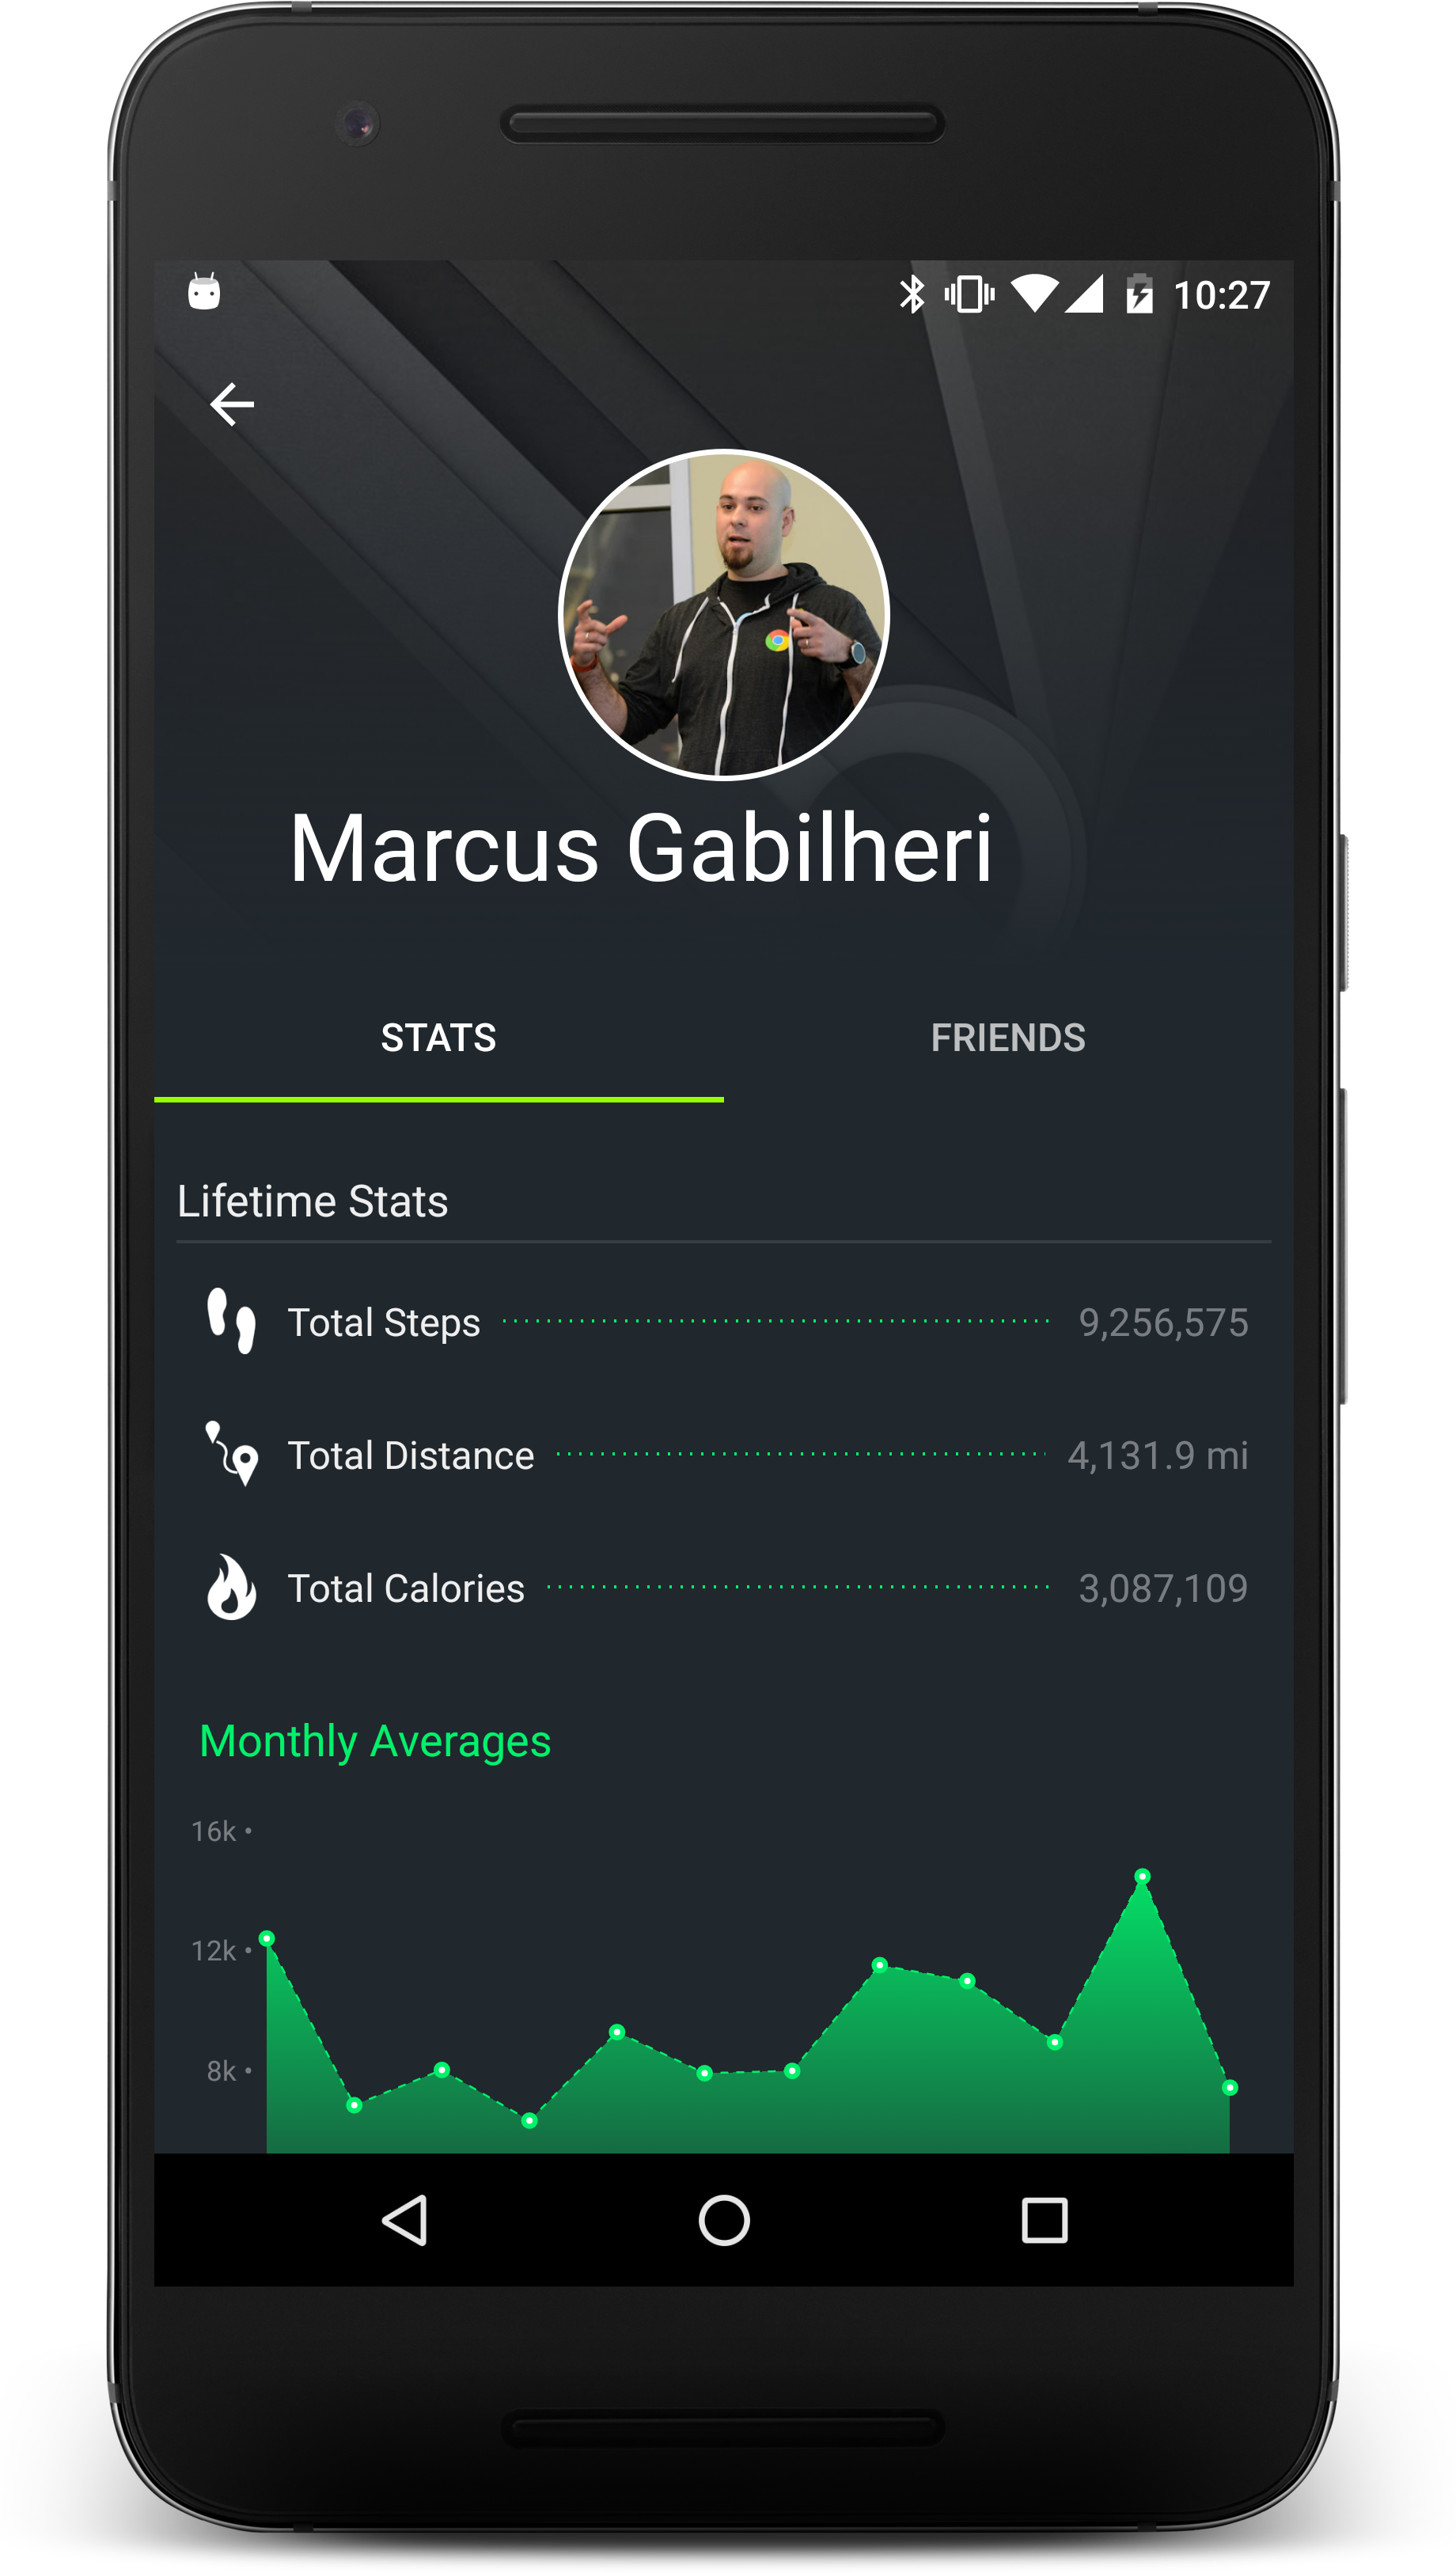 10:27
Marcus Gabilheri
STATS FRIENDS
Lifetime Stats
Total Steps 9,256,575
Total Distance 4,131.9 mi
Total Calories 3,087,109
Monthly Averages
16k
12k
8k